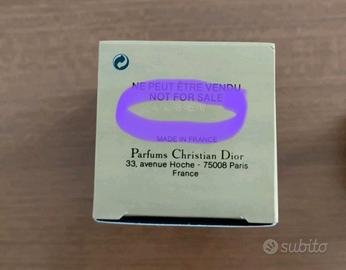 NE PEUT ÊTRE VENDU
NOT FOR SALE
MADE IN FRANCE
Parfums Christian Dior
33, avenue Hoche - 75008 Paris
France
subito